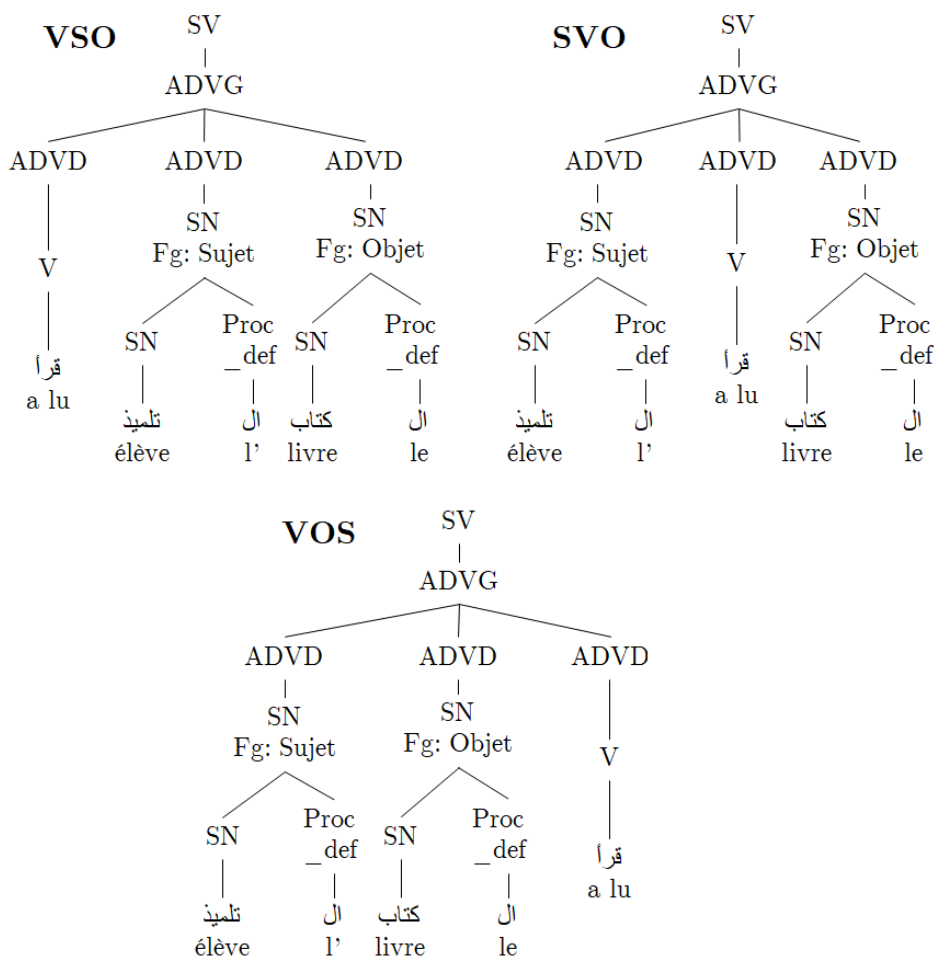 VSO
SV
ADVG
ADVD ADVD ADVD
SN SN
Fg: Sujet Fg: Objet
V
SN Proc SN Proc
_def _def
قرأ
a lu
تلميذ ال كتاب ال
élève l' livre le
SVO
SV
ADVG
ADVD ADVD ADVD
SN SN
Fg: Sujet Fg: Objet
V
SN Proc SN Proc
_def _def
قرأ
a lu
تلميذ ال كتاب ال
élève l' livre le
VOS
SV
ADVG
ADVD ADVD ADVD
SN SN
Fg: Sujet Fg: Objet
V
SN Proc SN Proc
_def _def
قرأ
a lu
تلميذ ال كتاب ال
élève l' livre le